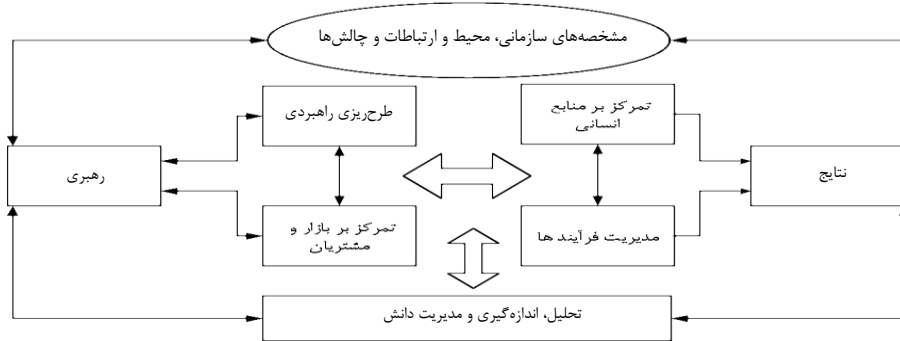 مشخصه‌های سازمانی، محیط و ارتباطات و چالش‌ها
تمرکز بر منابع
انسانی
طرح‌ریزی راهبردی
نتایج
رهبری
مدیریت فرآیند ها
تمرکز بر بازار و
مشتریان
تحلیل، اندازه‌گیری و مدیریت دانش